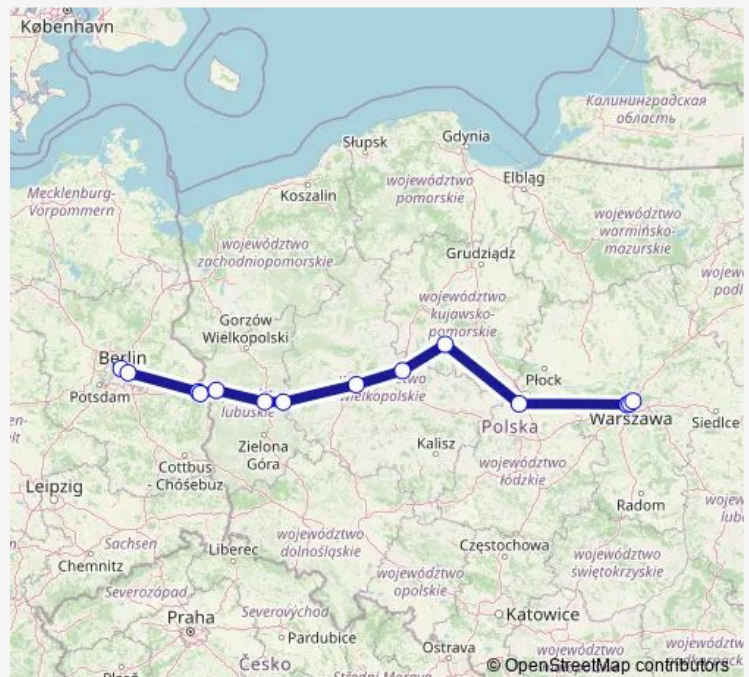 København
Калининградская
область
Gdynia
Słupsk
Elbląg
Koszalin
województwo
pomorskie
Mecklenburg-
Vorpommern
województwo
warmińsko-
mazurskie
województwo
zachodniopomorskie
Grudziądz
województwo
kujawsko-
pomorskie
Gorzów
Wielkopolski
Berlin
Potsdam
Płock
lubuskie
wielkopolskie
Warszawa
Siedlce
Polska
Kalisz
Zielona
Góra
Cottbus
- Chóśebuz
województwo
łódzkie
Leipzig
Radom
województwo
dolnośląskie
Sachsen
Chemnitz
Liberec
Częstochowa
województwo
świętokrzyskie
województwo
opolskie
Severozápad
Praha
Severovýchod
Katowice
Pardubice
Česko
Ostrava
© OpenStreetMap contributors